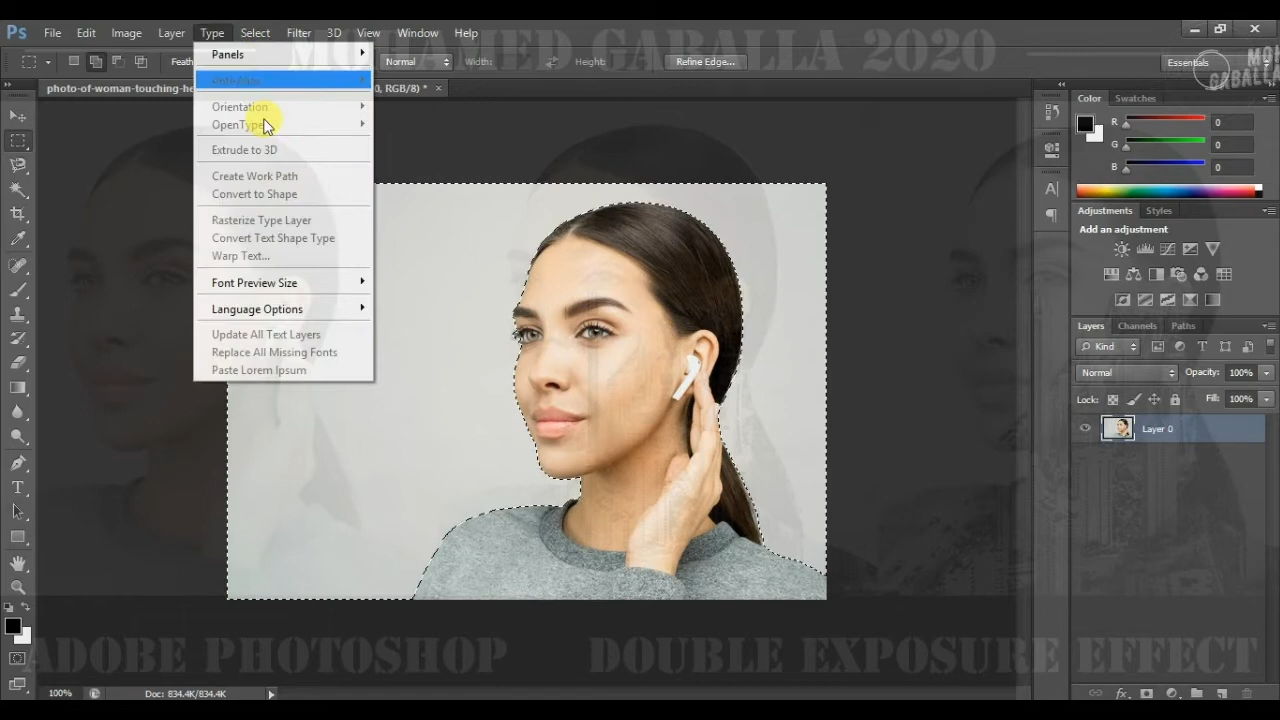 Ps File Edit Image Layer Type Select Filter 3D View Window Help
MOHAMED GABALLA 2020
Normal Width: Height: Refine Edge... Essentials
GABALLA
photo-of-woman-touching-he 0, RGB/8) * ×
Panels
Anti-Alias
Orientation
OpenType
Extrude to 3D
Create Work Path
Convert to Shape
Rasterize Type Layer
Convert Text Shape Type
Warp Text...
Font Preview Size
Language Options
Update All Text Layers
Replace All Missing Fonts
Paste Lorem Ipsum
Color Swatches
R 0
G 0
B 0
Adjustments Styles
Add an adjustment
Layers Channels Paths
Kind
Normal Opacity: 100%
Lock: Fill: 100%
Layer 0
ADOBE PHOTOSHOP DOUBLE EXPOSURE EFFECT
100% Doc: 834.4K/834.4K